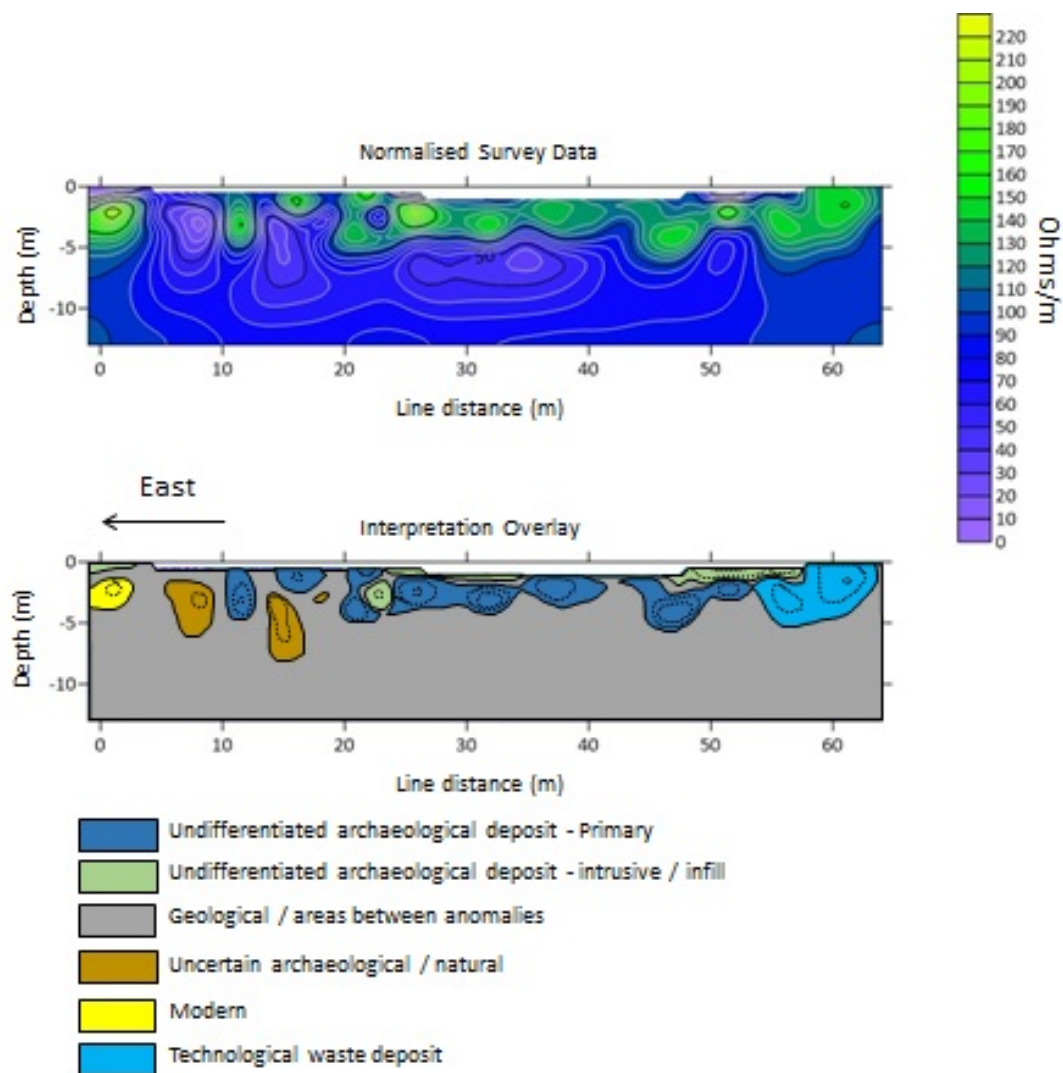 Normalised Survey Data
0
-5
-10
Depth (m)
50
0 10 20 30 40 50 60
Line distance (m)
220
210
200
190
180
170
160
150
140
130
120
110
100
90
80
70
60
50
40
30
20
10
0
Ohms/m
East
Interpretation Overlay
0
-5
-10
Depth (m)
0 10 20 30 40 50 60
Line distance (m)
Undifferentiated archaeological deposit - Primary
Undifferentiated archaeological deposit - intrusive / infill
Geological / areas between anomalies
Uncertain archaeological / natural
Modern
Technological waste deposit